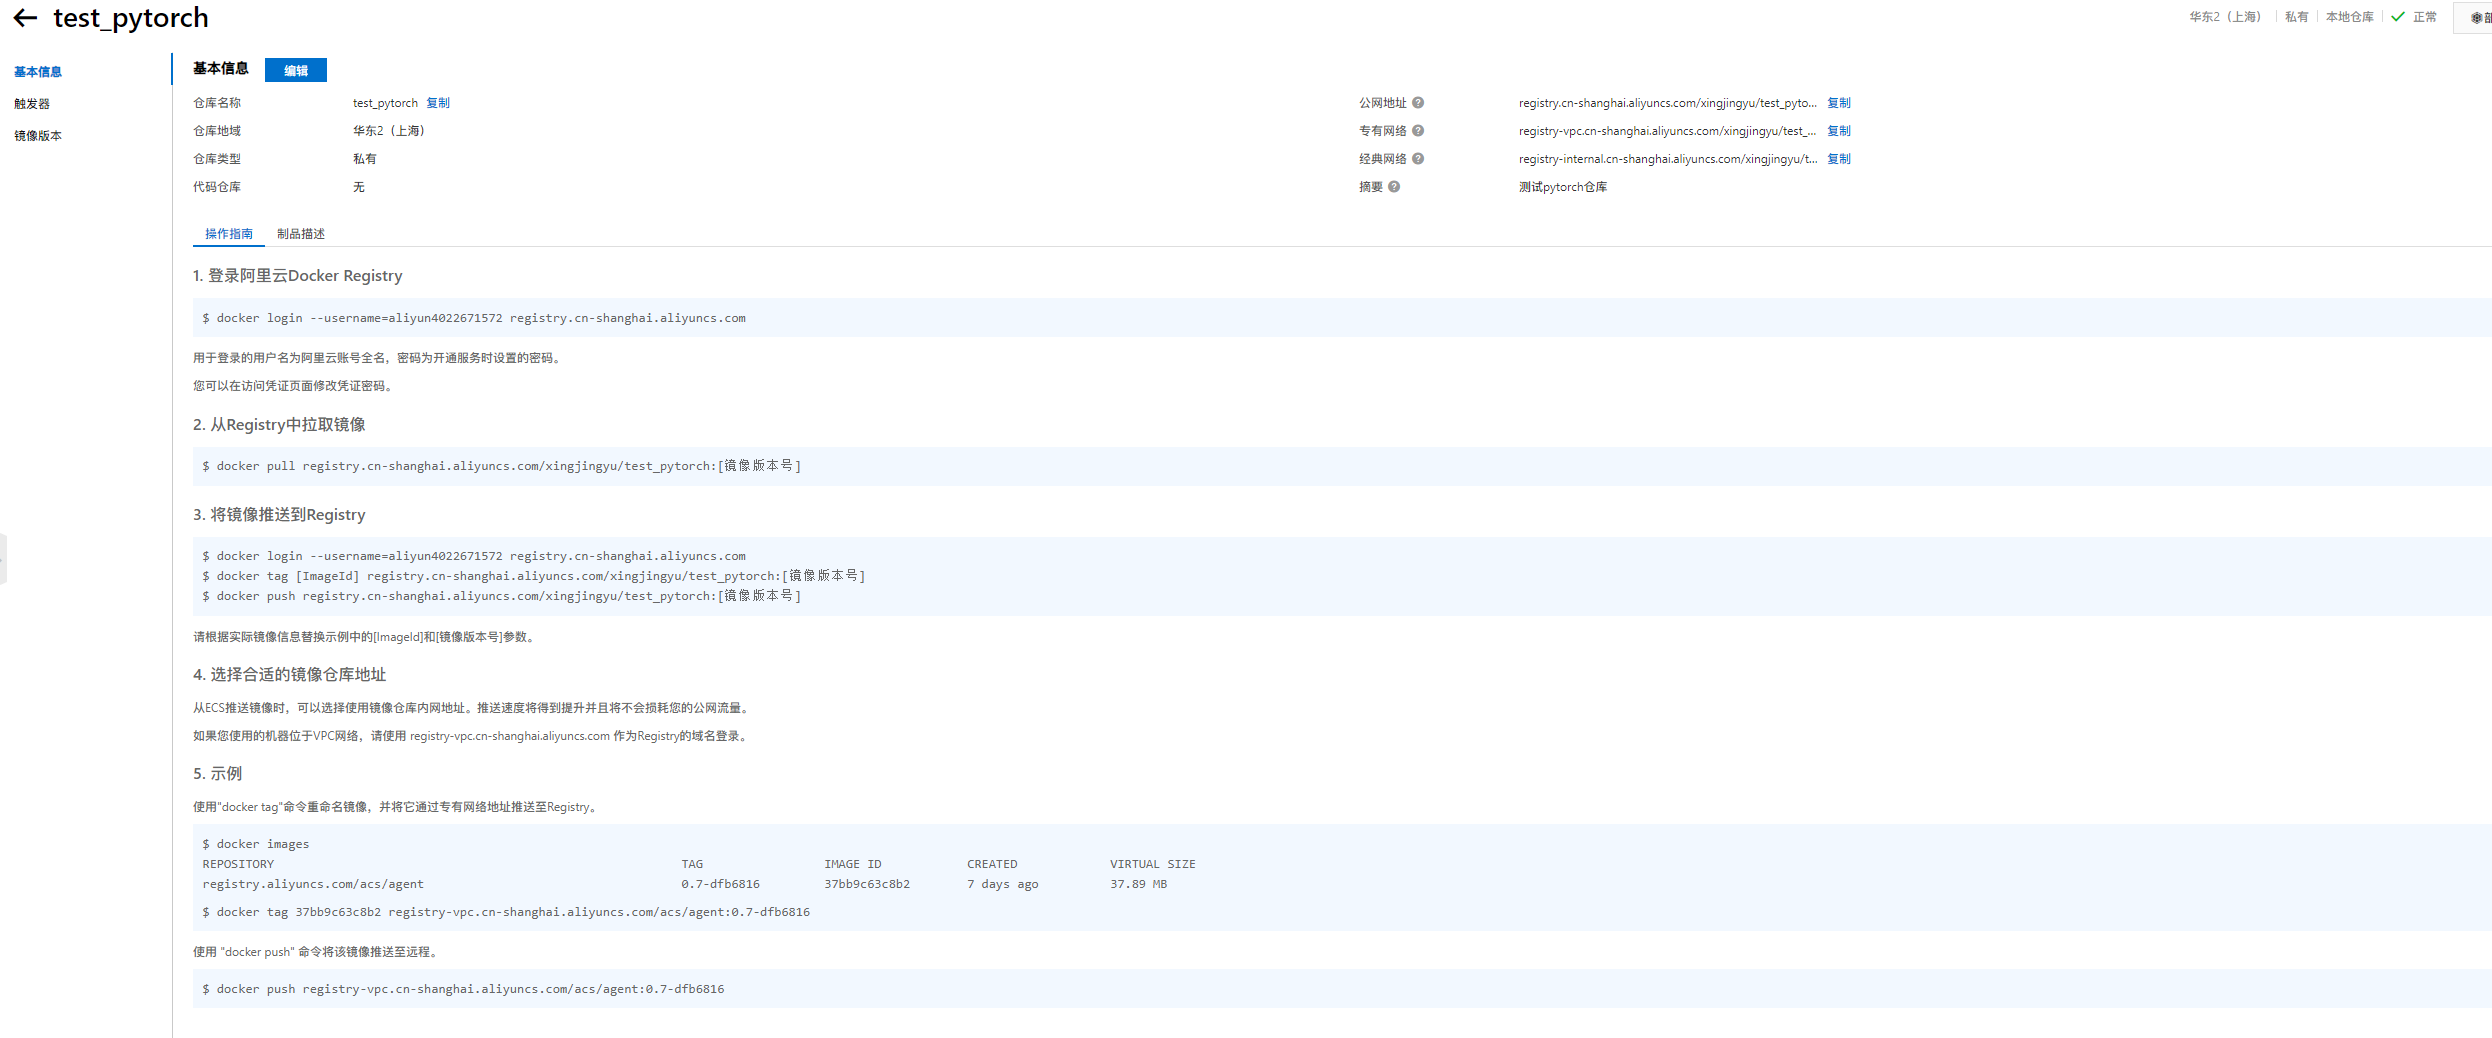 test_pytorch
华东2（上海） 私有 本地仓库 正常
基本信息
触发器
镜像版本
基本信息 编辑
仓库名称 test_pytorch 复制
仓库地域 华东2（上海）
仓库类型 私有
代码仓库 无
公网地址 registry.cn-shanghai.aliyuncs.com/xingjingyu/test_pyto... 复制
专有网络 registry-vpc.cn-shanghai.aliyuncs.com/xingjingyu/test_... 复制
经典网络 registry-internal.cn-shanghai.aliyuncs.com/xingjingyu/t... 复制
摘要 测试pytorch仓库
操作指南 制品描述
1. 登录阿里云Docker Registry
$ docker login --username=aliyun4022671572 registry.cn-shanghai.aliyuncs.com
用于登录的用户名为阿里云账号全名，密码为开通服务时设置的密码。
您可以在访问凭证页面修改凭证密码。
2. 从Registry中拉取镜像
$ docker pull registry.cn-shanghai.aliyuncs.com/xingjingyu/test_pytorch:[镜像版本号]
3. 将镜像推送到Registry
$ docker login --username=aliyun4022671572 registry.cn-shanghai.aliyuncs.com
$ docker tag [ImageId] registry.cn-shanghai.aliyuncs.com/xingjingyu/test_pytorch:[镜像版本号]
$ docker push registry.cn-shanghai.aliyuncs.com/xingjingyu/test_pytorch:[镜像版本号]
请根据实际镜像信息替换示例中的[ImageId]和[镜像版本号]参数。
4. 选择合适的镜像仓库地址
从ECS推送镜像时，可以选择使用镜像仓库内网地址。推送速度将得到提升并且将不会损耗您的公网流量。
如果您使用的机器位于VPC网络，请使用 registry-vpc.cn-shanghai.aliyuncs.com 作为Registry的域名登录。
5. 示例
使用"docker tag"命令重命名镜像，并将它通过专有网络地址推送至Registry。
$ docker images
REPOSITORY TAG IMAGE ID CREATED VIRTUAL SIZE
registry.aliyuncs.com/acs/agent 0.7-dfb6816 37bb9c63c8b2 7 days ago 37.89 MB
$ docker tag 37bb9c63c8b2 registry-vpc.cn-shanghai.aliyuncs.com/acs/agent:0.7-dfb6816
使用 "docker push" 命令将该镜像推送至远程。
$ docker push registry-vpc.cn-shanghai.aliyuncs.com/acs/agent:0.7-dfb6816